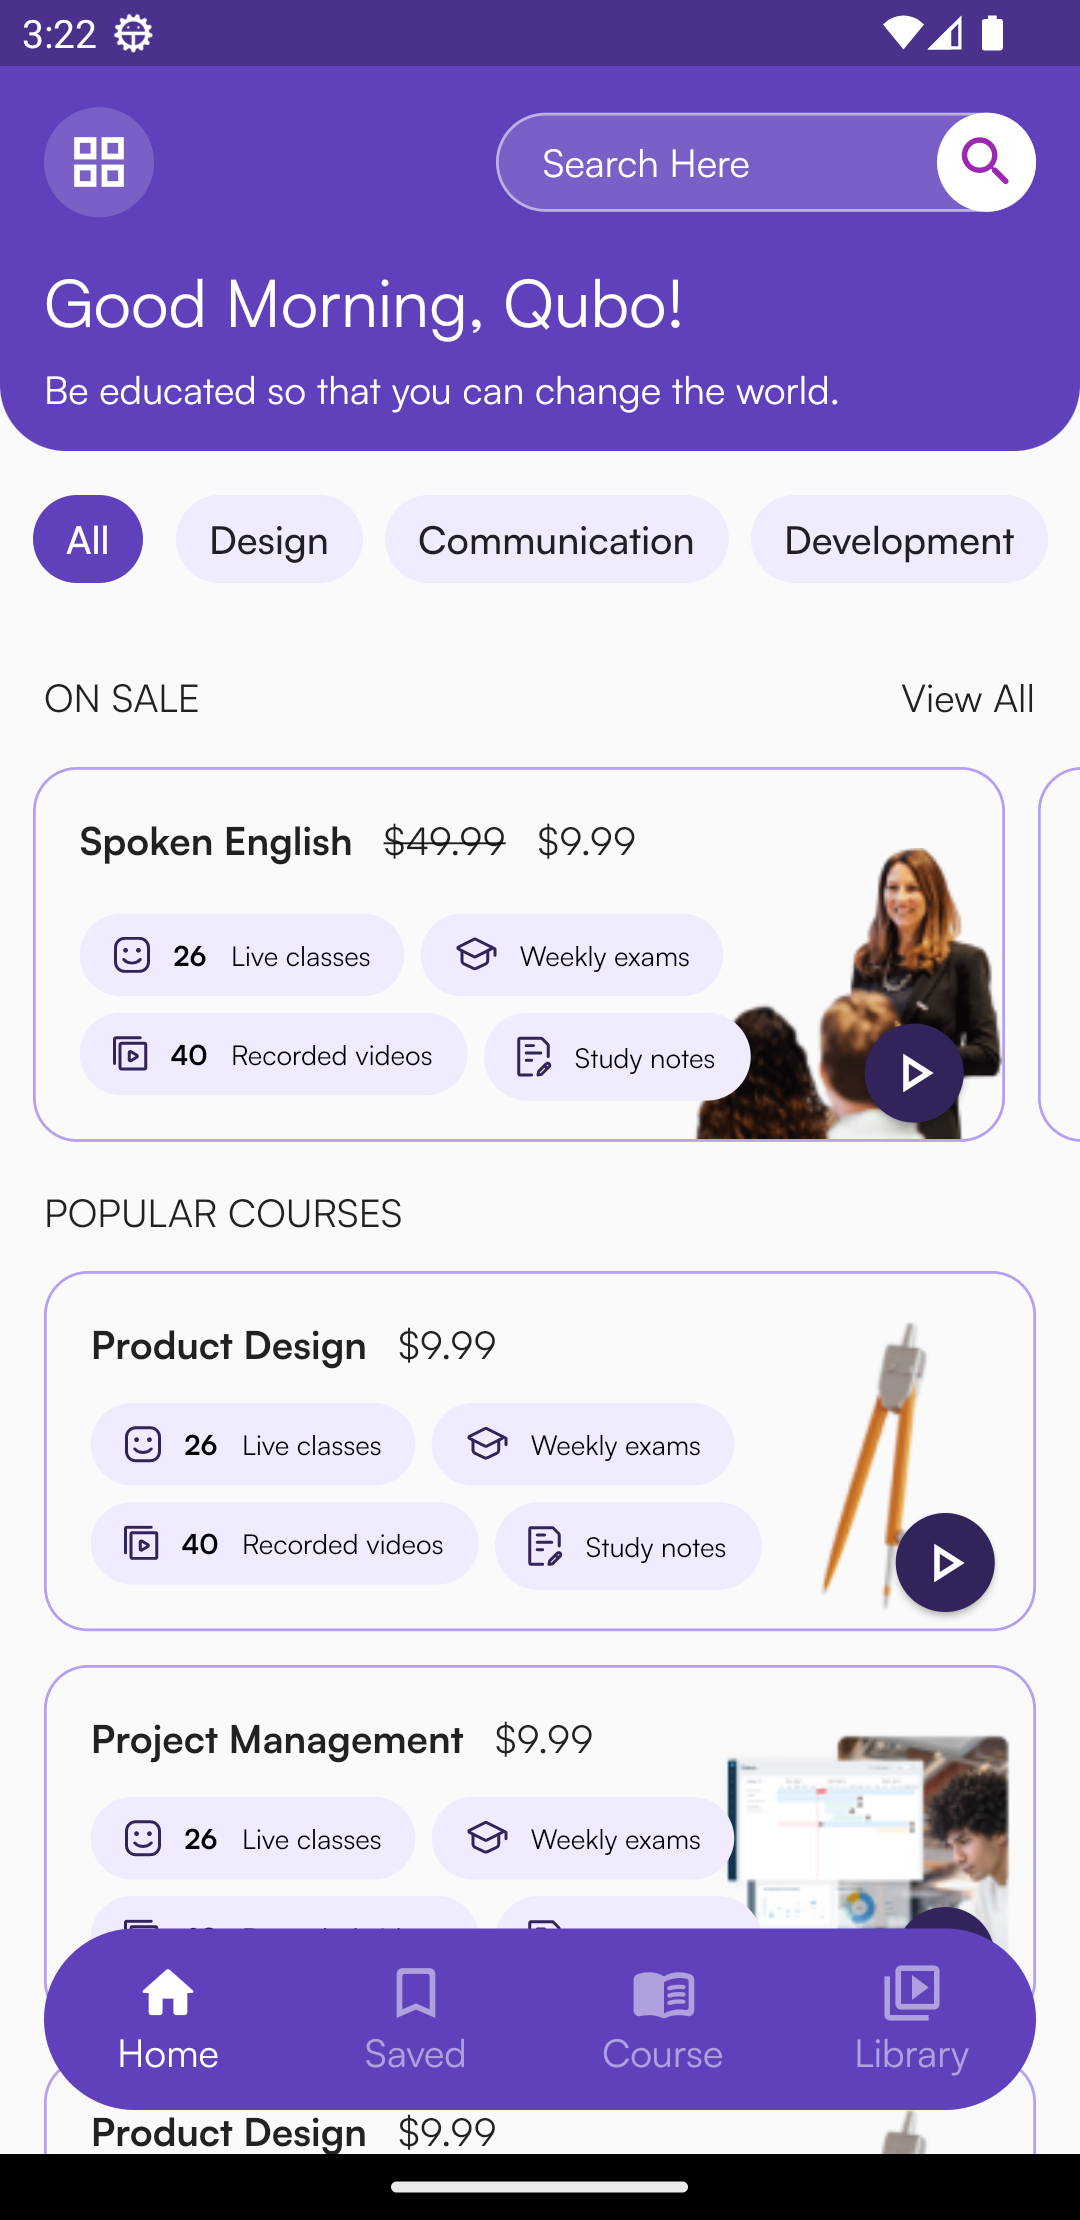 3:22
Search Here
Good Morning, Qubo!
Be educated so that you can change the world.
All Design Communication Development
ON SALE View All
Spoken English $49.99 $9.99
26 Live classes Weekly exams
40 Recorded videos Study notes
POPULAR COURSES
Product Design $9.99
26 Live classes Weekly exams
40 Recorded videos Study notes
Project Management $9.99
26 Live classes Weekly exams
Home Saved Course Library
Product Design $9.99